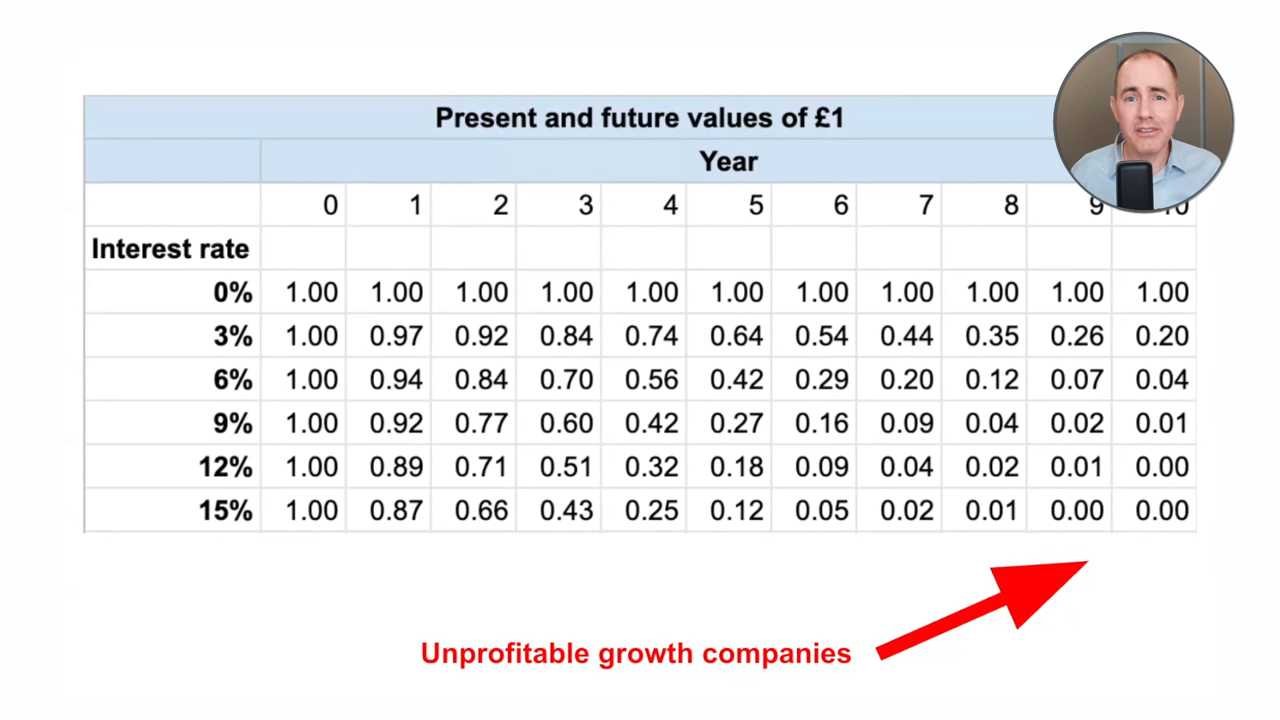 Present and future values of £1
Year
0 1 2 3 4 5 6 7 8 9 10
Interest rate
0% 1.00 1.00 1.00 1.00 1.00 1.00 1.00 1.00 1.00 1.00 1.00
3% 1.00 0.97 0.92 0.84 0.74 0.64 0.54 0.44 0.35 0.26 0.20
6% 1.00 0.94 0.84 0.70 0.56 0.42 0.29 0.20 0.12 0.07 0.04
9% 1.00 0.92 0.77 0.60 0.42 0.27 0.16 0.09 0.04 0.02 0.01
12% 1.00 0.89 0.71 0.51 0.32 0.18 0.09 0.04 0.02 0.01 0.00
15% 1.00 0.87 0.66 0.43 0.25 0.12 0.05 0.02 0.01 0.00 0.00
Unprofitable growth companies